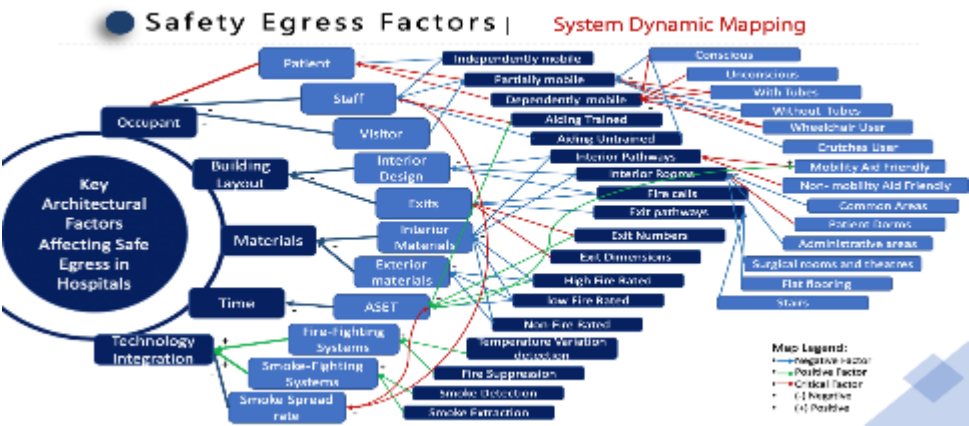 Safety Egress Factors | System Dynamic Mapping
Patient
Staff
Visitor
Occupant
Building
Layout
Interior
Design
Exits
Materials
Interior
Materials
Exterior
materials
Time
ASET
Technology
Integration
Fire-Fighting
Systems
Smoke-Fighting
Systems
Smoke Spread
rate
Key
Architectural
Factors
Affecting Safe
Egress in
Hospitals
Independently mobile
Partially mobile
Dependently mobile
Aiding Trained
Aiding Untrained
Interior Pathways
Interior Rooms
Fire cells
Exit pathways
Exit Numbers
Exit Dimensions
High Fire Rated
low Fire Rated
Non-Fire Rated
Temperature Variation
detection
Fire Suppression
Smoke Detection
Smoke Extraction
Conscious
Unconscious
With Tubes
Without Tubes
Wheelchair User
Crutches User
Mobility Aid Friendly
Non- mobility Aid Friendly
Common Areas
Patient Dorms
Administrative areas
Surgical rooms and theatres
Flat flooring
Stairs
Map Legend:
Negative Factor
Positive Factor
Critical Factor
(-) Negative
(+) Positive